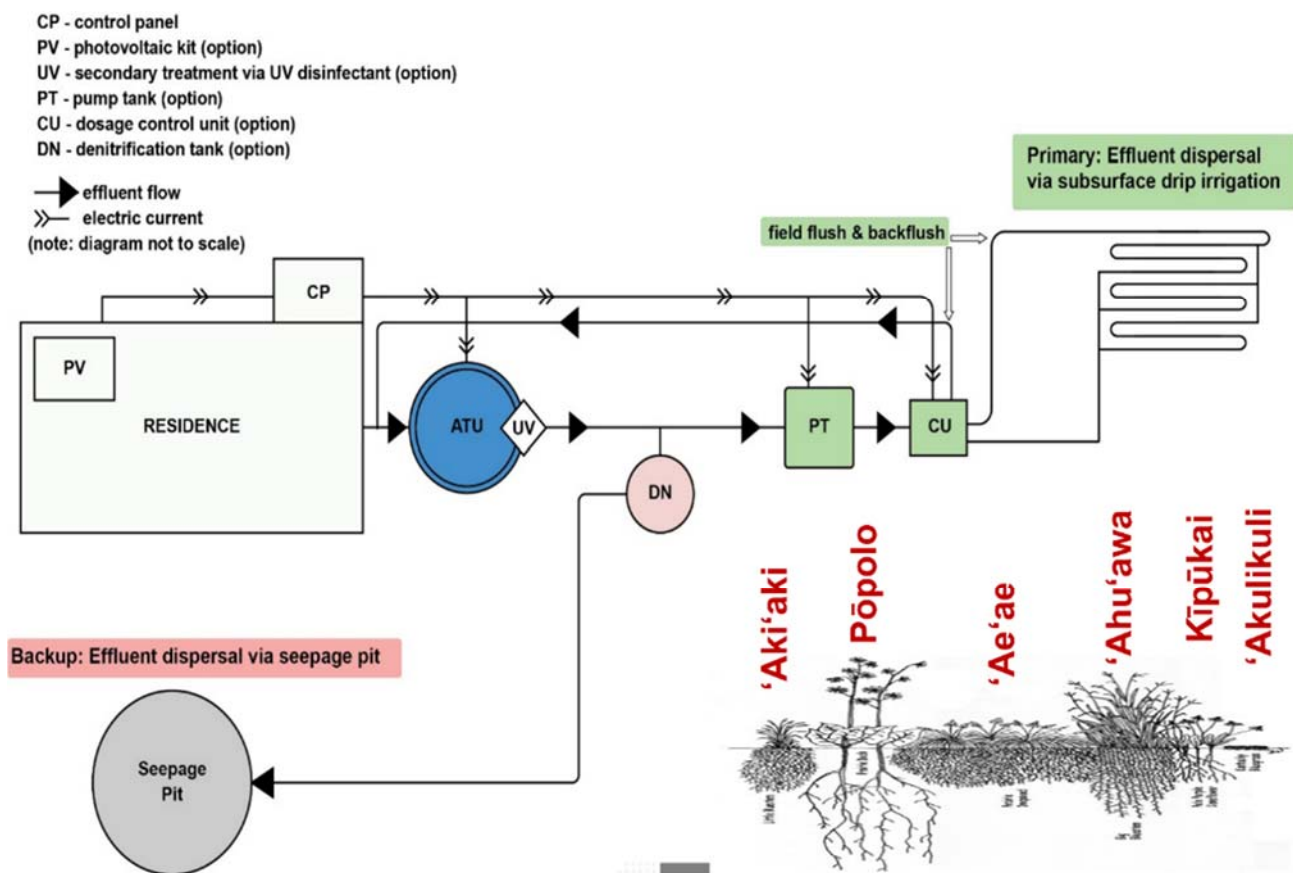 CP - control panel
PV - photovoltaic kit (option)
UV - secondary treatment via UV disinfectant (option)
PT - pump tank (option)
CU - dosage control unit (option)
DN - denitrification tank (option)
effluent flow
electric current
(note: diagram not to scale)
Primary: Effluent dispersal
via subsurface drip irrigation
field flush & backflush
CP
PV
RESIDENCE
ATU
UV
DN
PT
CU
Backup: Effluent dispersal via seepage pit
Seepage
Pit
ʻAkiʻaki
Pōpolo
ʻAeʻae
ʻAhuʻawa
Kīpūkai
ʻAkulikuli